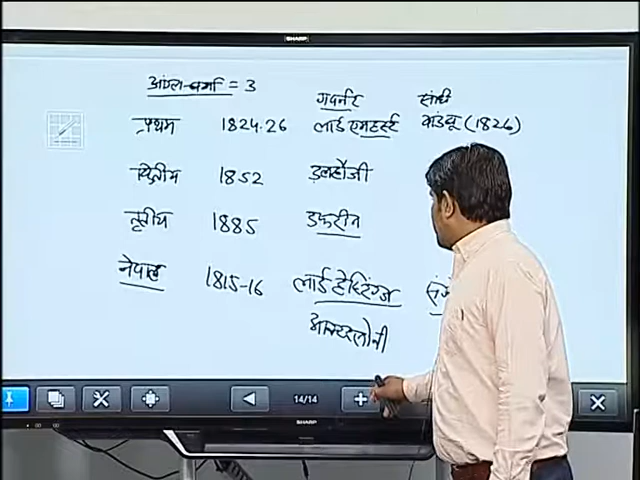 SHARP
आंग्ल-बर्मा = 3
गवर्नर संधि
प्रथम 1824-26 लार्ड एमहर्स्ट यांडबू (1826)
द्वितीय 1852 डलहौजी
तृतीय 1885 डफरीन
नेपाल 1815-16 लार्ड हेस्टिंग्ज
आक्टरलोनी
14/14
SHARP